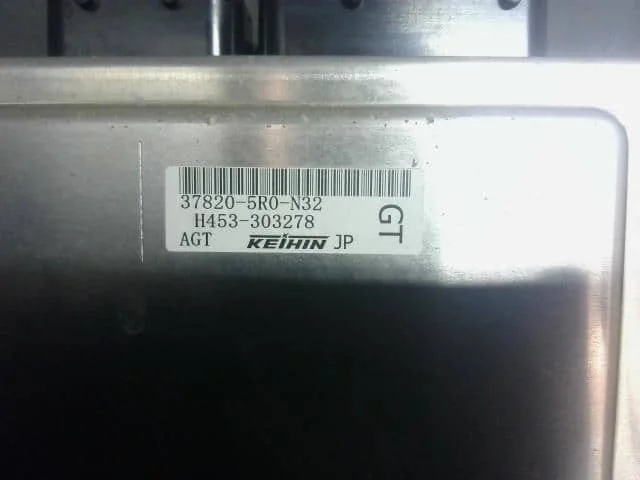 37820-5R0-N32
H453-303278
AGT KEIHIN JP
GT